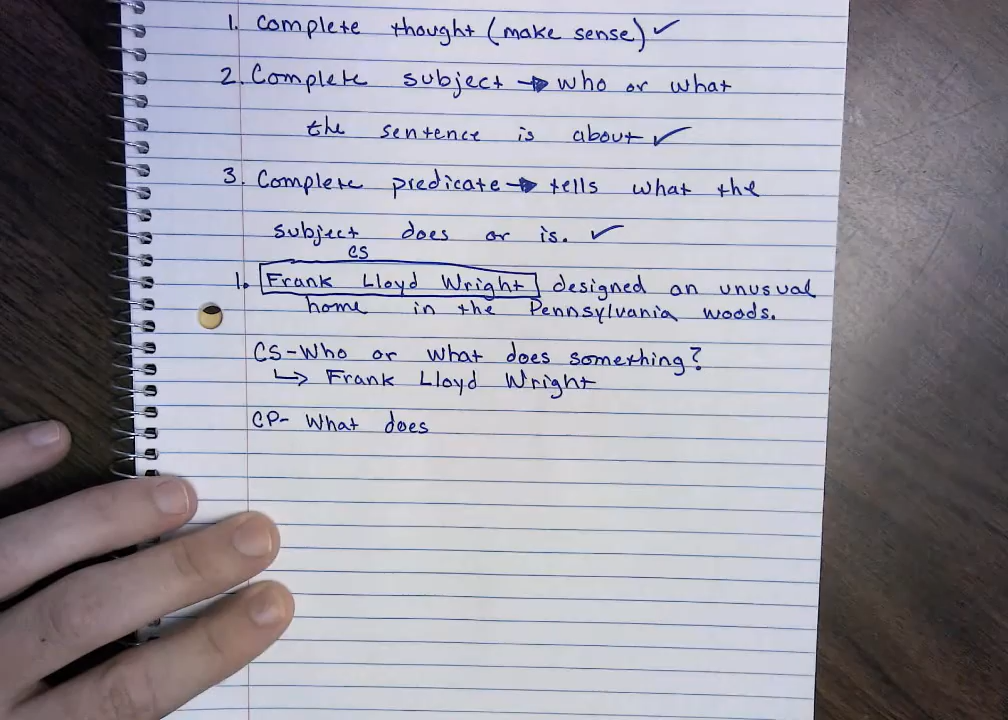 1. Complete thought (make sense) ✓
2. Complete subject → who or what
the sentence is about ✓
3. Complete predicate → tells what the
subject does or is. ✓
CS
1. Frank Lloyd Wright designed an unusual
home in the Pennsylvania woods.
CS-Who or what does something?
↳ Frank Lloyd Wright
CP- What does